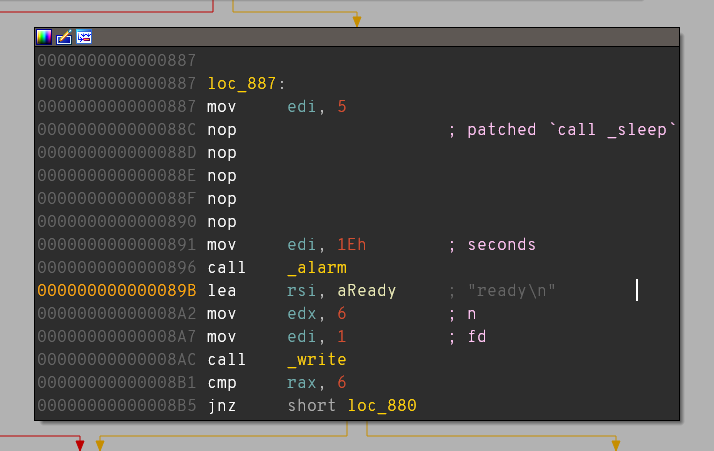 0000000000000887
0000000000000887 loc_887:
0000000000000887 mov edi, 5
000000000000088C nop ; patched `call _sleep`
000000000000088D nop
000000000000088E nop
000000000000088F nop
0000000000000890 nop
0000000000000891 mov edi, 1Eh ; seconds
0000000000000896 call _alarm
000000000000089B lea rsi, aReady ; "ready\n"
00000000000008A2 mov edx, 6 ; n
00000000000008A7 mov edi, 1 ; fd
00000000000008AC call _write
00000000000008B1 cmp rax, 6
00000000000008B5 jnz short loc_880